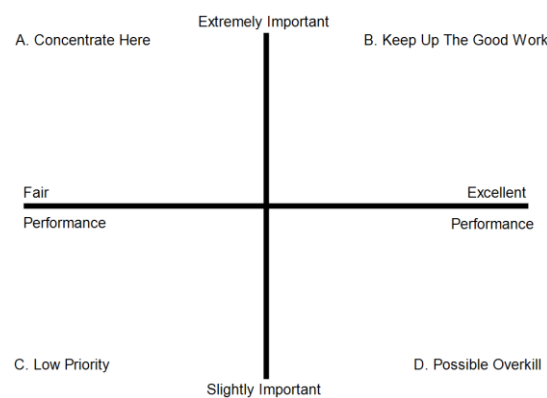 Extremely Important
A. Concentrate Here
B. Keep Up The Good Work
Fair
Excellent
Performance
Performance
C. Low Priority
D. Possible Overkill
Slightly Important